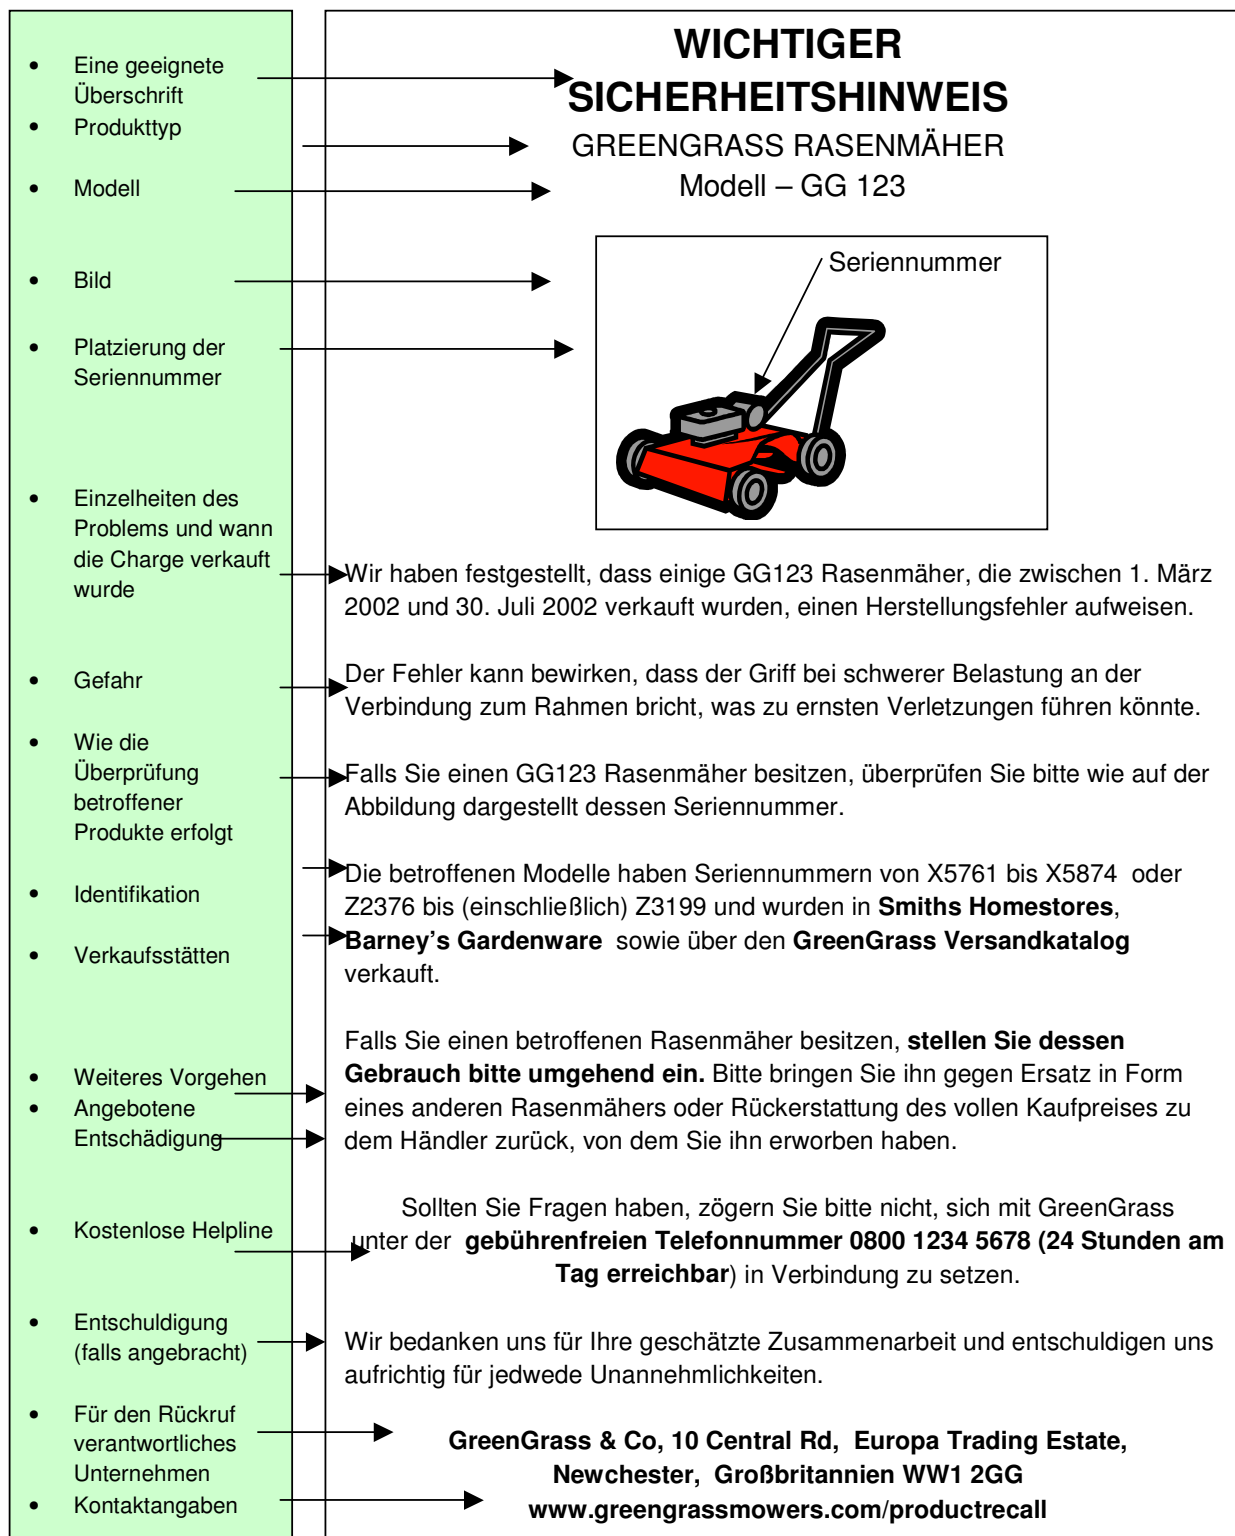 • Eine geeignete
Überschrift
• Produkttyp
• Modell
• Bild
• Platzierung der
Seriennummer
• Einzelheiten des
Problems und wann
die Charge verkauft
wurde
• Gefahr
• Wie die
Überprüfung
betroffener
Produkte erfolgt
• Identifikation
• Verkaufsstätten
• Weiteres Vorgehen
• Angebotene
Entschädigung
• Kostenlose Helpline
• Entschuldigung
(falls angebracht)
• Für den Rückruf
verantwortliches
Unternehmen
• Kontaktangaben
WICHTIGER
SICHERHEITSHINWEIS
GREENGRASS RASENMÄHER
Modell – GG 123
Seriennummer
Wir haben festgestellt, dass einige GG123 Rasenmäher, die zwischen 1. März
2002 und 30. Juli 2002 verkauft wurden, einen Herstellungsfehler aufweisen.
Der Fehler kann bewirken, dass der Griff bei schwerer Belastung an der
Verbindung zum Rahmen bricht, was zu ernsten Verletzungen führen könnte.
Falls Sie einen GG123 Rasenmäher besitzen, überprüfen Sie bitte wie auf der
Abbildung dargestellt dessen Seriennummer.
Die betroffenen Modelle haben Seriennummern von X5761 bis X5874 oder
Z2376 bis (einschließlich) Z3199 und wurden in Smiths Homestores,
Barney’s Gardenware sowie über den GreenGrass Versandkatalog
verkauft.
Falls Sie einen betroffenen Rasenmäher besitzen, stellen Sie dessen
Gebrauch bitte umgehend ein. Bitte bringen Sie ihn gegen Ersatz in Form
eines anderen Rasenmähers oder Rückerstattung des vollen Kaufpreises zu
dem Händler zurück, von dem Sie ihn erworben haben.
Sollten Sie Fragen haben, zögern Sie bitte nicht, sich mit GreenGrass
unter der gebührenfreien Telefonnummer 0800 1234 5678 (24 Stunden am
Tag erreichbar) in Verbindung zu setzen.
Wir bedanken uns für Ihre geschätzte Zusammenarbeit und entschuldigen uns
aufrichtig für jedwede Unannehmlichkeiten.
GreenGrass & Co, 10 Central Rd, Europa Trading Estate,
Newchester, Großbritannien WW1 2GG
www.greengrassmowers.com/productrecall